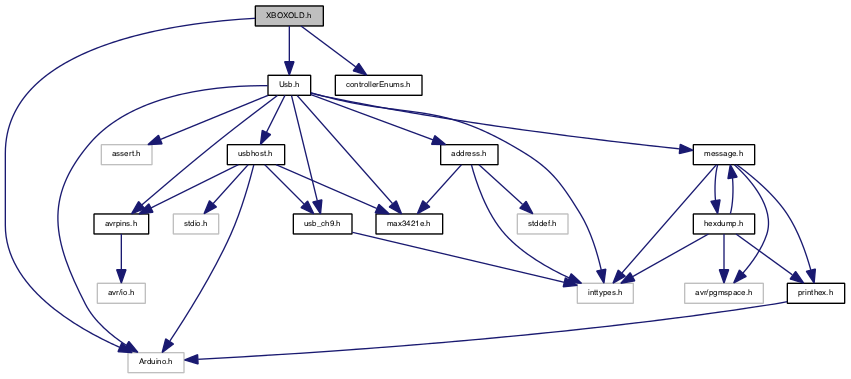 XBOXOLD.h
Usb.h
controllerEnums.h
assert.h
usbhost.h
address.h
message.h
avrpins.h
stdio.h
usb_ch9.h
max3421e.h
stddef.h
hexdump.h
avr/io.h
inttypes.h
avr/pgmspace.h
printhex.h
Arduino.h